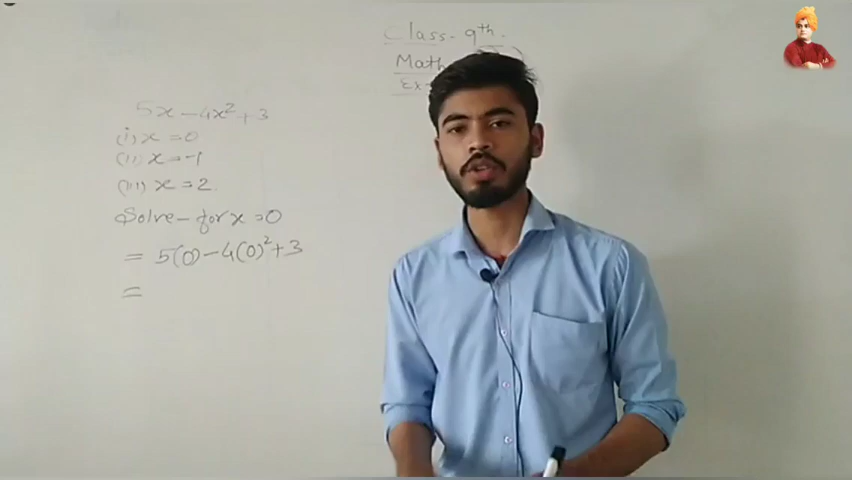 Class- 9th.
Math
Ex-
5x - 4x² + 3
(i) x = 0
(ii) x = -1
(iii) x = 2.
Solve- for x = 0
= 5(0) - 4(0)² + 3
=